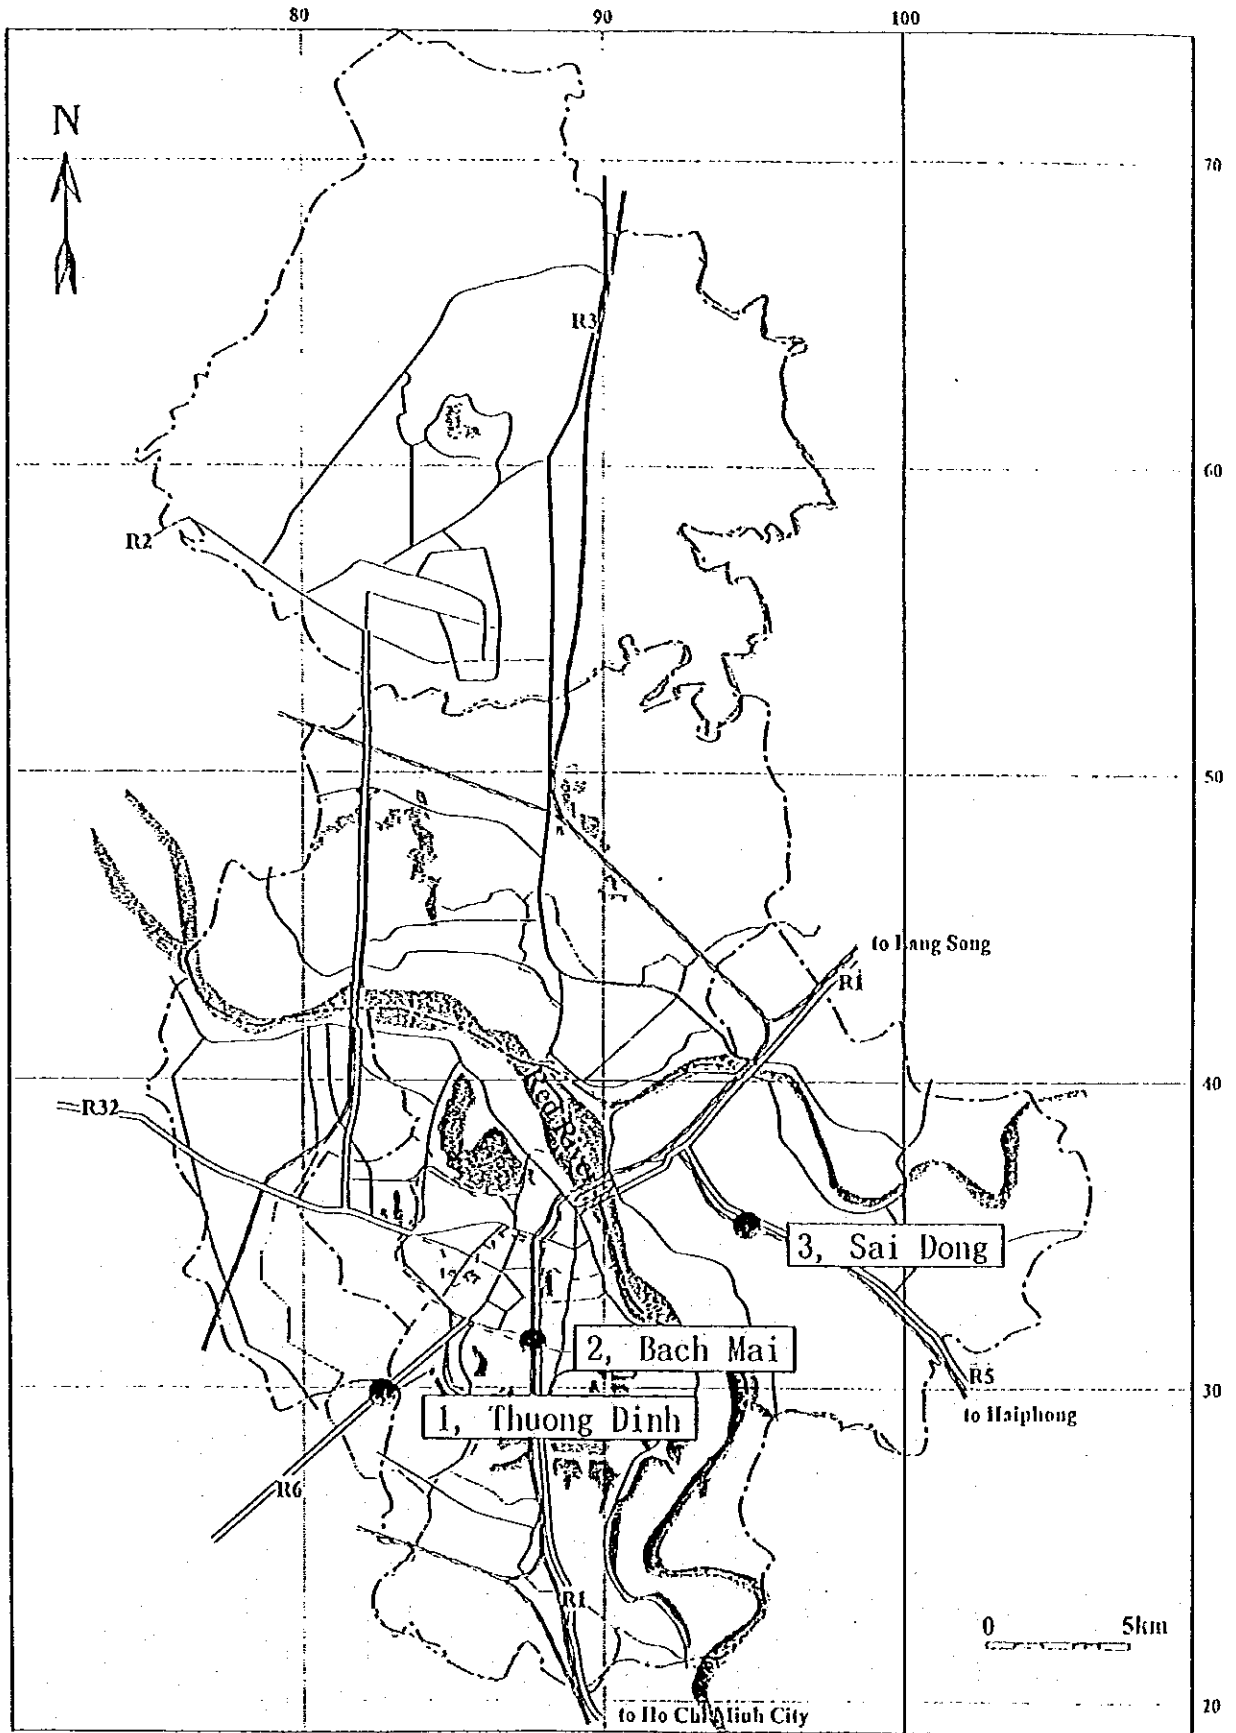 80
90
100
N
70
R3
60
R2
50
to Lang Song
R1
40
R32
Red R.
3, Sai Dong
2, Bach Mai
R5
30
to Haiphong
1, Thuong Dinh
R6
R1
0 5km
to Ho Chi Minh City
20